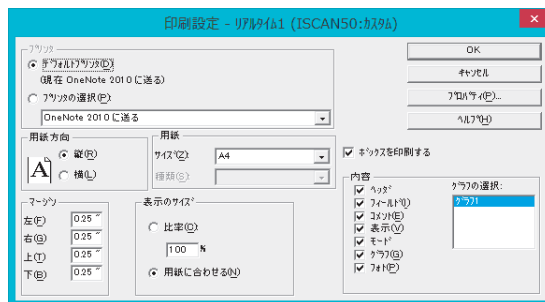 印刷設定 - ﾘｱﾙﾀｲﾑ1 (ISCAN50:ｶｽﾀﾑ)
ﾌﾟﾘﾝﾀ
ﾃﾞﾌｫﾙﾄﾌﾟﾘﾝﾀ(D)
(現在 OneNote 2010 に送る)
ﾌﾟﾘﾝﾀの選択(P):
OneNote 2010 に送る
OK
ｷｬﾝｾﾙ
ﾌﾟﾛﾊﾟﾃｨ(P)...
ﾍﾙﾌﾟ(H)
用紙方向
A
縦(R)
横(L)
用紙
ｻｲｽﾞ(Z):
A4
種類(S):
ﾎﾞｯｸｽを印刷する
ﾏｰｼﾞﾝ
左(F)
0.25 ˝
右(G)
0.25 ˝
上(T)
0.25 ˝
下(B)
0.25 ˝
表示のｻｲｽﾞ
比率(O):
100 %
用紙に合わせる(N)
内容
ﾍｯﾀﾞ
ﾌｨｰﾙﾄﾞ(I)
ｺﾒﾝﾄ(E)
表示(V)
ﾓｰﾄﾞ
ｸﾞﾗﾌ(G)
ﾌｫﾄ(P)
ｸﾞﾗﾌの選択:
ｸﾞﾗﾌ1